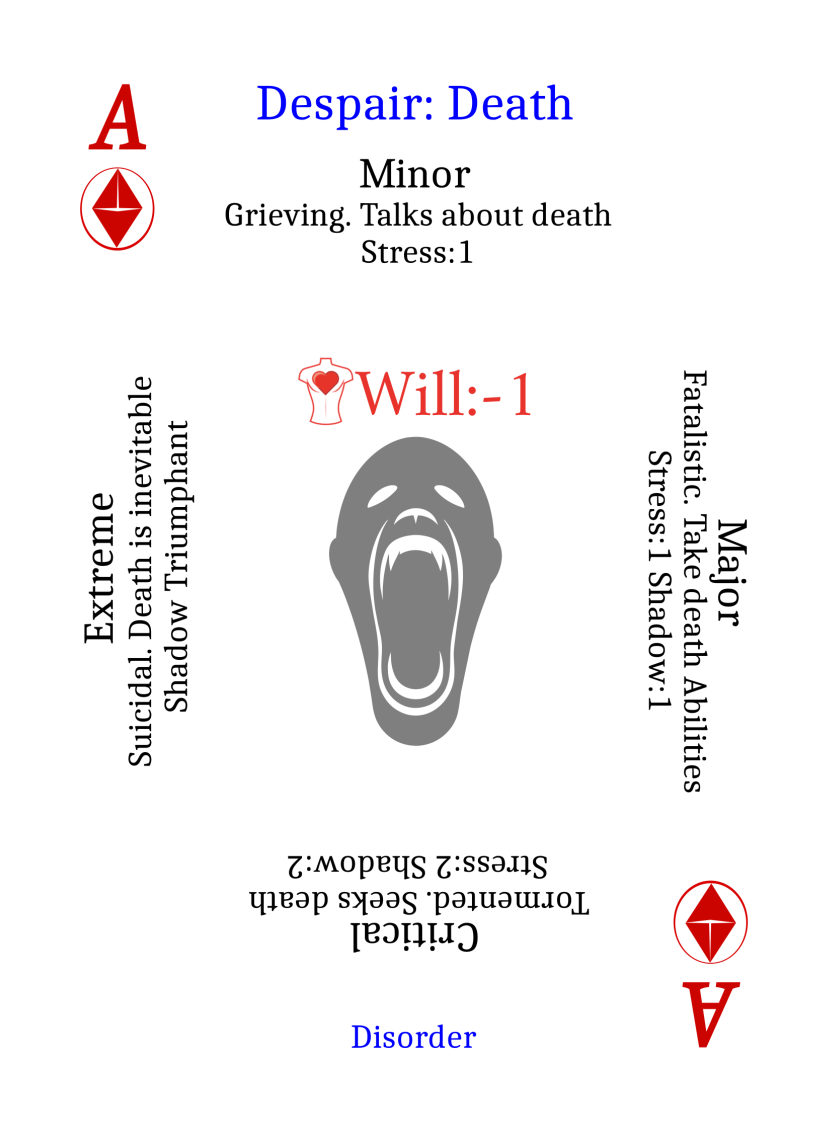 A
Despair: Death
Minor
Grieving. Talks about death
Stress:1
Will:-1
Major
Fatalistic. Take death Abilities
Stress:1 Shadow:1
Critical
Tormented. Seeks death
Stress:2 Shadow:2
Extreme
Suicidal. Death is inevitable
Shadow Triumphant
A
Disorder